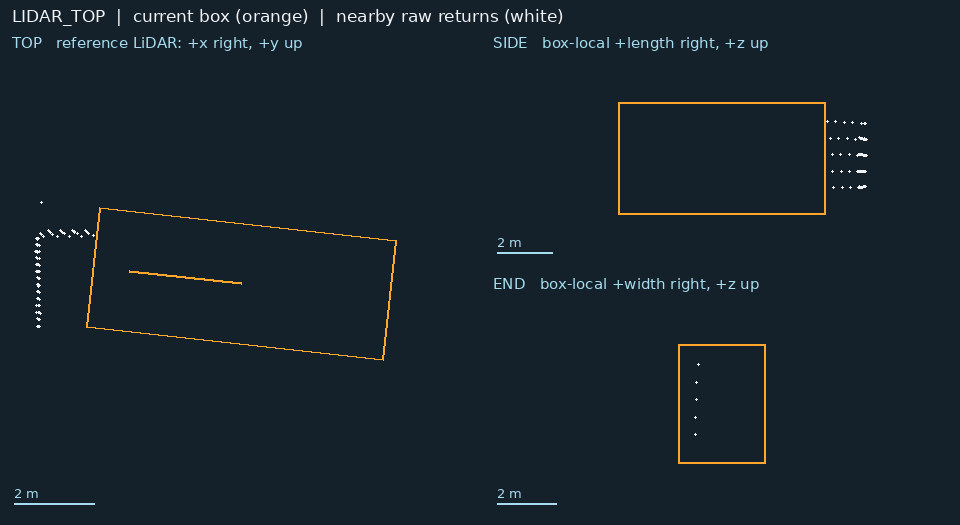 LIDAR_TOP  |  current box (orange)  |  nearby raw returns (white)
TOP   reference LiDAR: +x right, +y up
SIDE   box-local +length right, +z up
2 m
END   box-local +width right, +z up
2 m
2 m